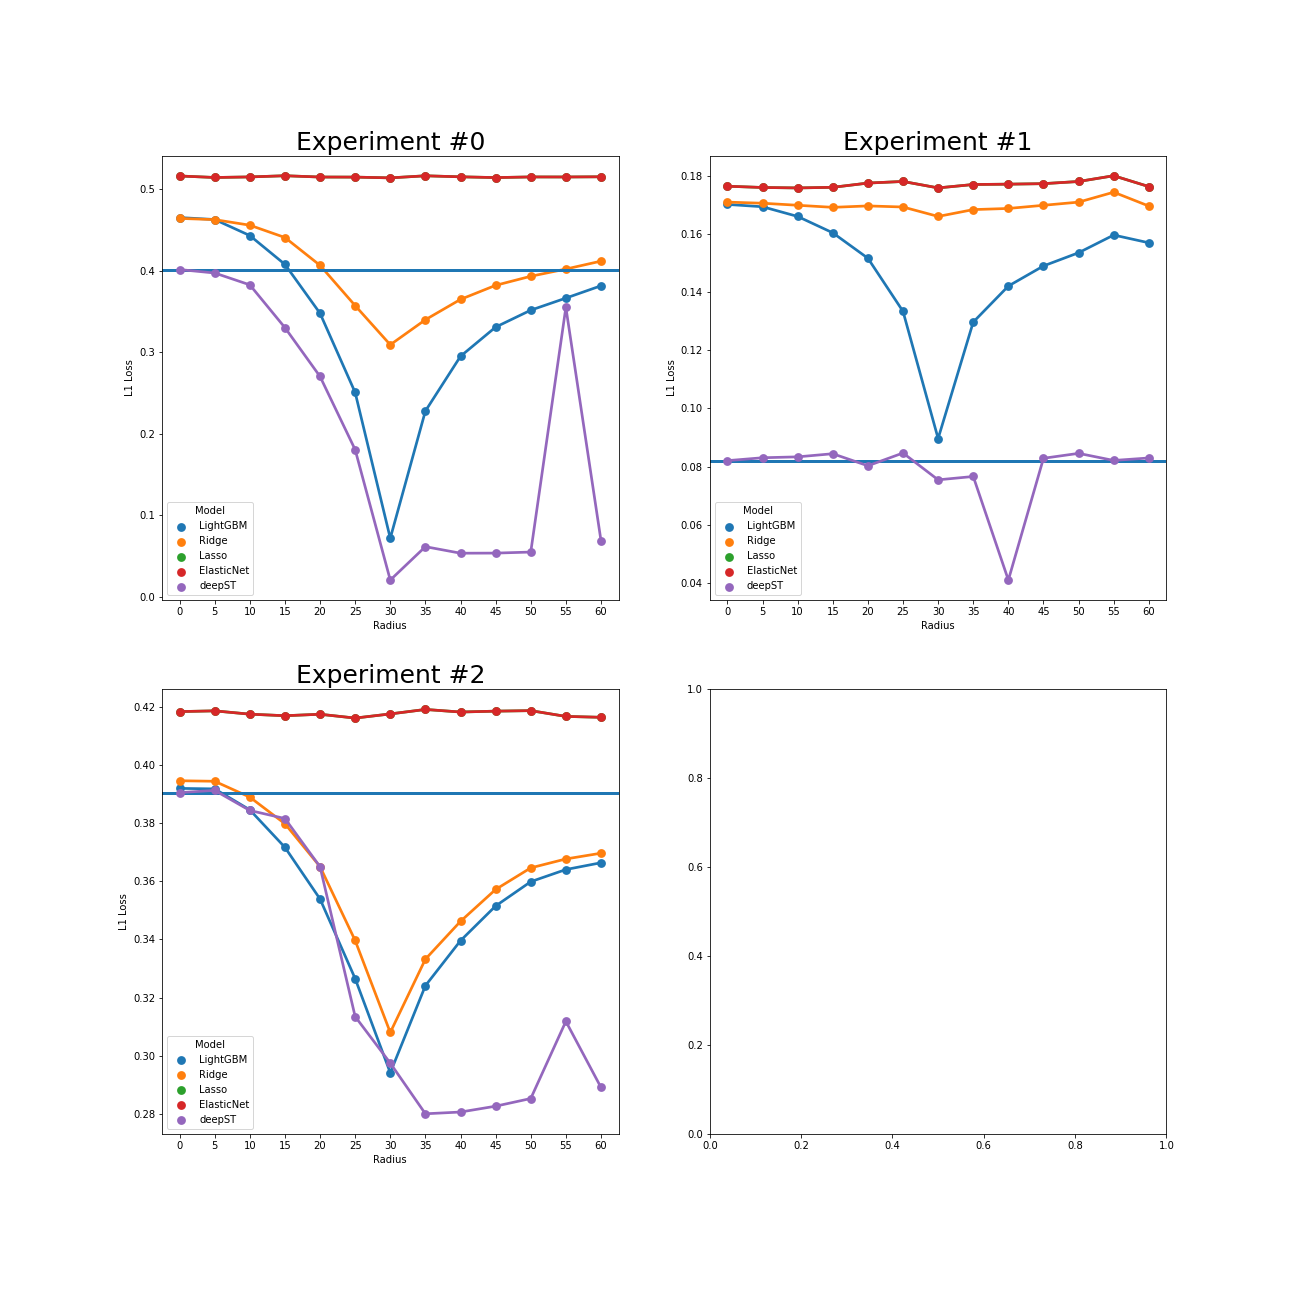 Experiment #0
L1 Loss
0.5
0.4
0.3
0.2
0.1
0.0
Model
LightGBM
Ridge
Lasso
ElasticNet
deepST
0 5 10 15 20 25 30 35 40 45 50 55 60
Radius
Experiment #1
L1 Loss
0.18
0.16
0.14
0.12
0.10
0.08
0.06
0.04
Model
LightGBM
Ridge
Lasso
ElasticNet
deepST
0 5 10 15 20 25 30 35 40 45 50 55 60
Radius
Experiment #2
L1 Loss
0.42
0.40
0.38
0.36
0.34
0.32
0.30
0.28
Model
LightGBM
Ridge
Lasso
ElasticNet
deepST
0 5 10 15 20 25 30 35 40 45 50 55 60
Radius
1.0
0.8
0.6
0.4
0.2
0.0
0.0 0.2 0.4 0.6 0.8 1.0